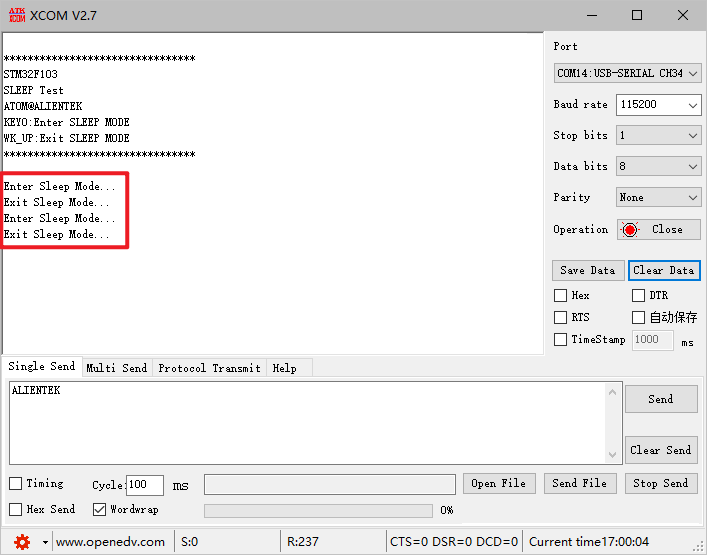 ATK
XCOM XCOM V2.7
*********************************
STM32F103
SLEEP Test
ATOM@ALIENTEK
KEY0:Enter SLEEP MODE
WK_UP:Exit SLEEP MODE
*********************************
Enter Sleep Mode...
Exit Sleep Mode...
Enter Sleep Mode...
Exit Sleep Mode...
Port
COM14:USB-SERIAL CH34
Baud rate 115200
Stop bits 1
Data bits 8
Parity None
Operation Close
Save Data Clear Data
Hex DTR
RTS 自动保存
TimeStamp 1000 ms
Single Send Multi Send Protocol Transmit Help
ALIENTEK
Send
Clear Send
Timing Cycle: 100 ms Open File Send File Stop Send
Hex Send Wordwrap 0%
www.openedv.com S:0 R:237 CTS=0 DSR=0 DCD=0 Current time17:00:04